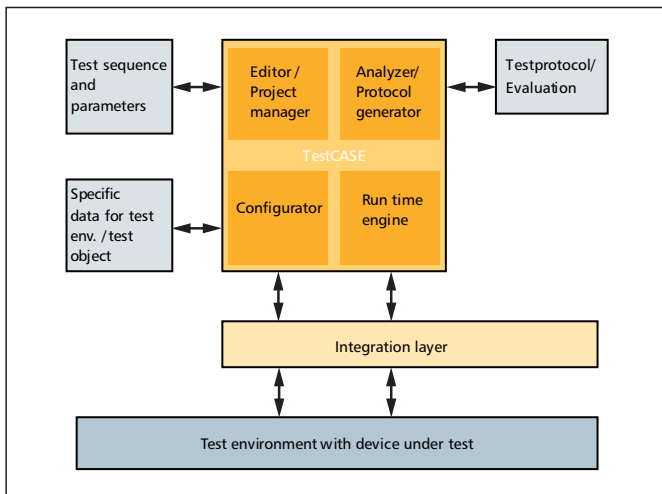 Test sequence
and
parameters
Editor /
Project
manager
Analyzer/
Protocol
generator
Testprotocol/
Evaluation
TestCASE
Specific
data for test
env. / test
object
Configurator
Run time
engine
Integration layer
Test environment with device under test